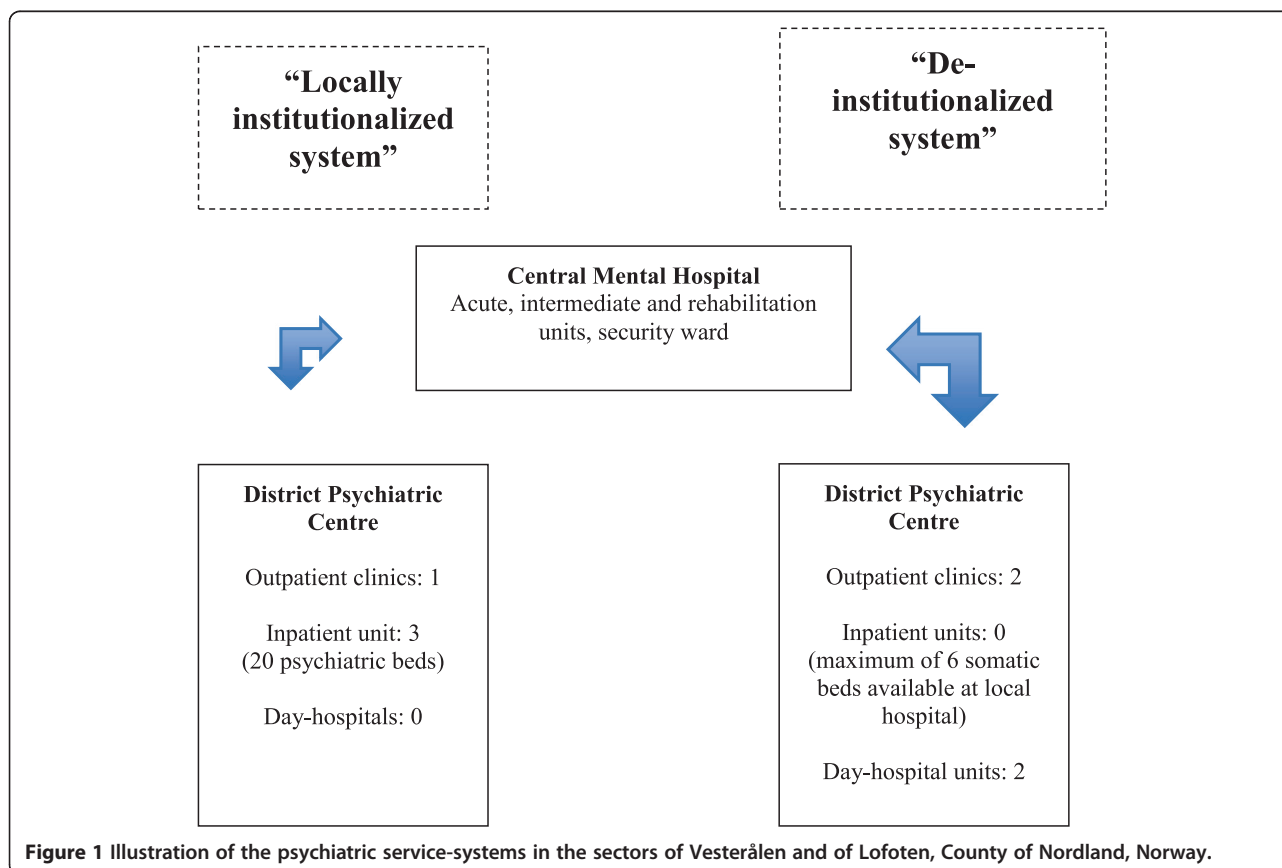 “Locally
institutionalized
system”
“De-
institutionalized
system”
Central Mental Hospital
Acute, intermediate and rehabilitation
units, security ward
District Psychiatric
Centre
Outpatient clinics: 1
Inpatient unit: 3
(20 psychiatric beds)
Day-hospitals: 0
District Psychiatric
Centre
Outpatient clinics: 2
Inpatient units: 0
(maximum of 6 somatic
beds available at local
hospital)
Day-hospital units: 2
Figure 1 Illustration of the psychiatric service-systems in the sectors of Vesterålen and of Lofoten, County of Nordland, Norway.